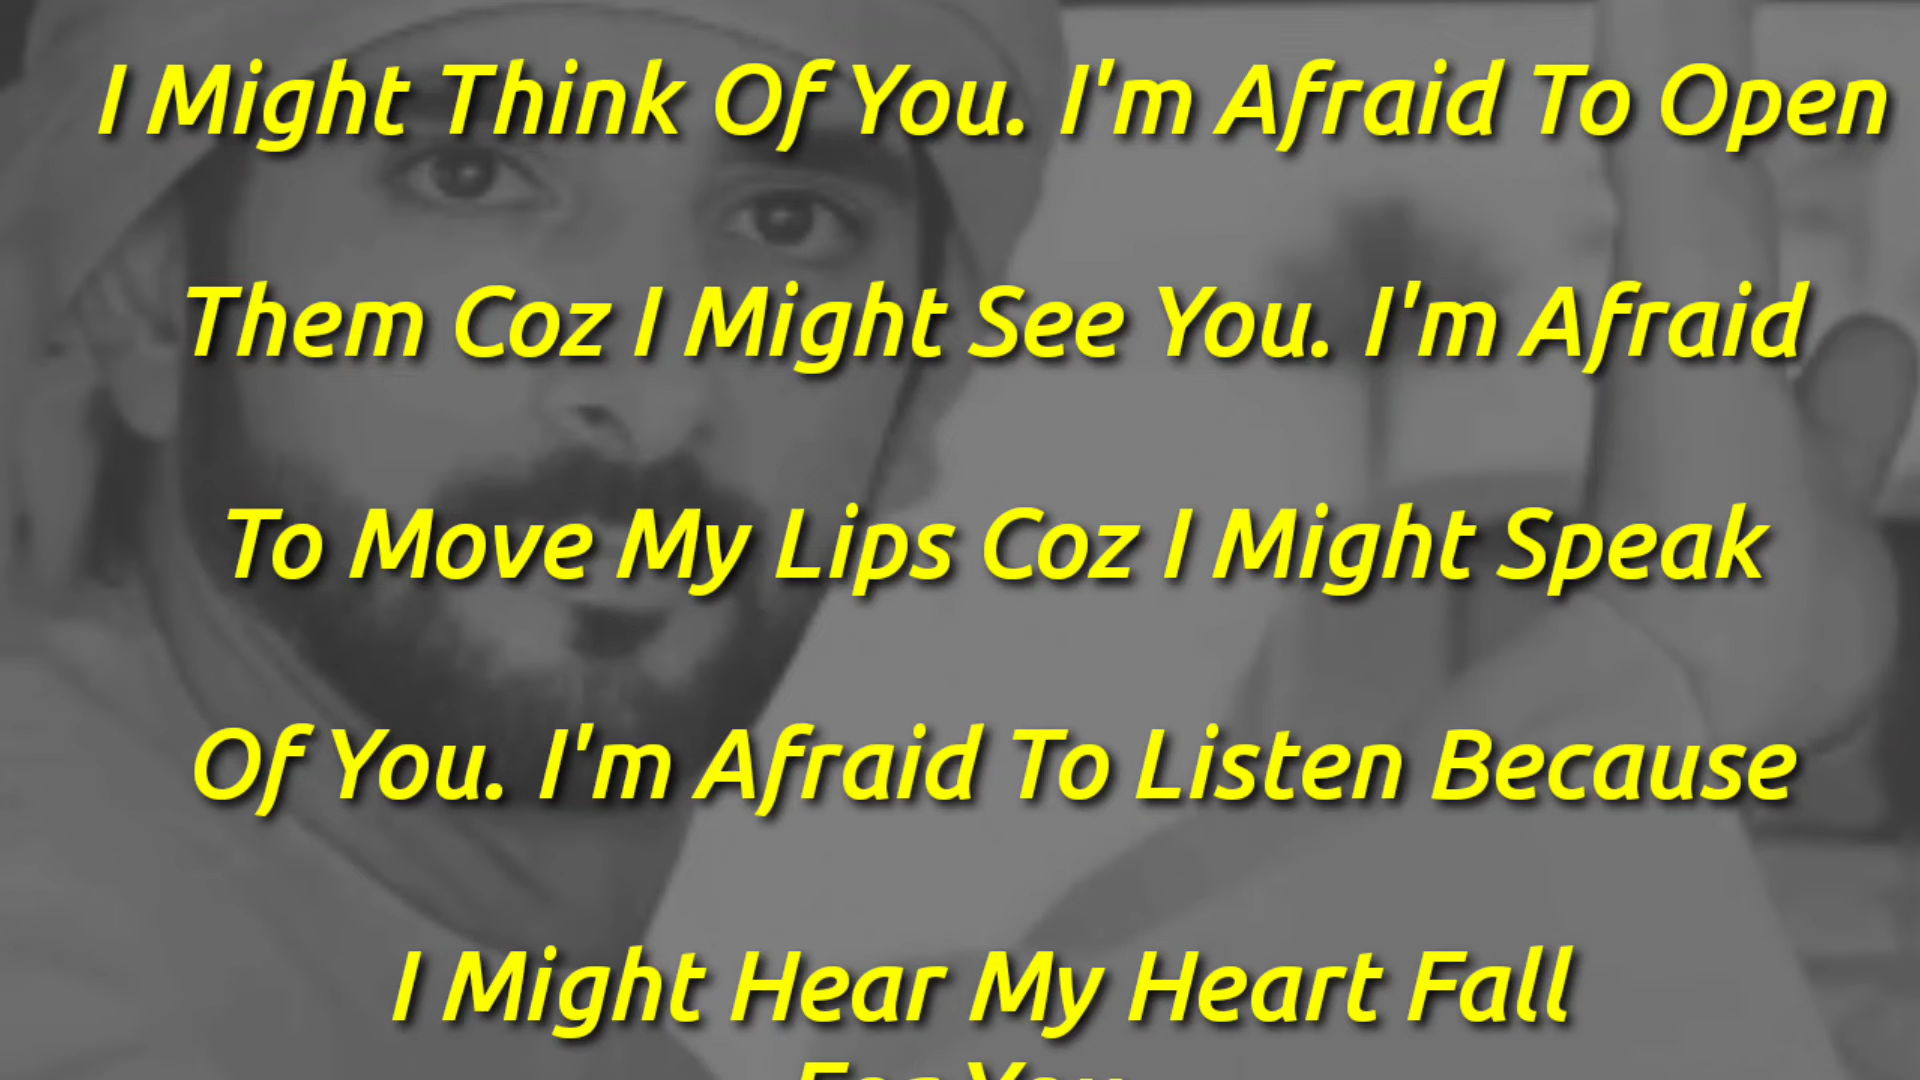 I Might Think Of You. I'm Afraid To Open
Them Coz I Might See You. I'm Afraid
To Move My Lips Coz I Might Speak
Of You. I'm Afraid To Listen Because
I Might Hear My Heart Fall
For You